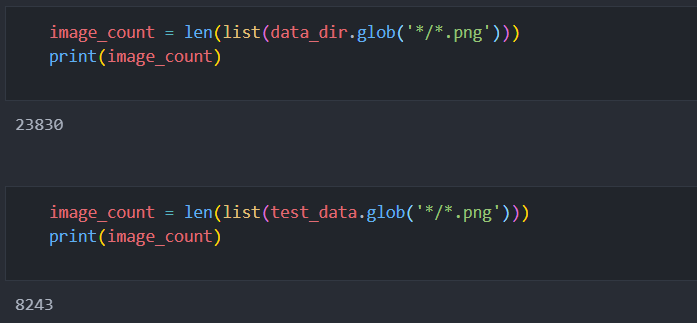 image_count = len(list(data_dir.glob('*/*.png')))
print(image_count)
23830
image_count = len(list(test_data.glob('*/*.png')))
print(image_count)
8243